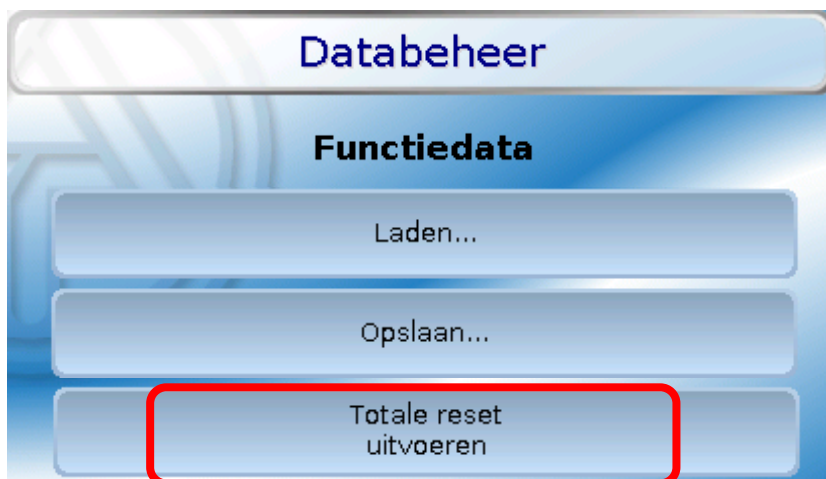 Databeheer
Functiedata
Laden...
Opslaan...
Totale reset
uitvoeren